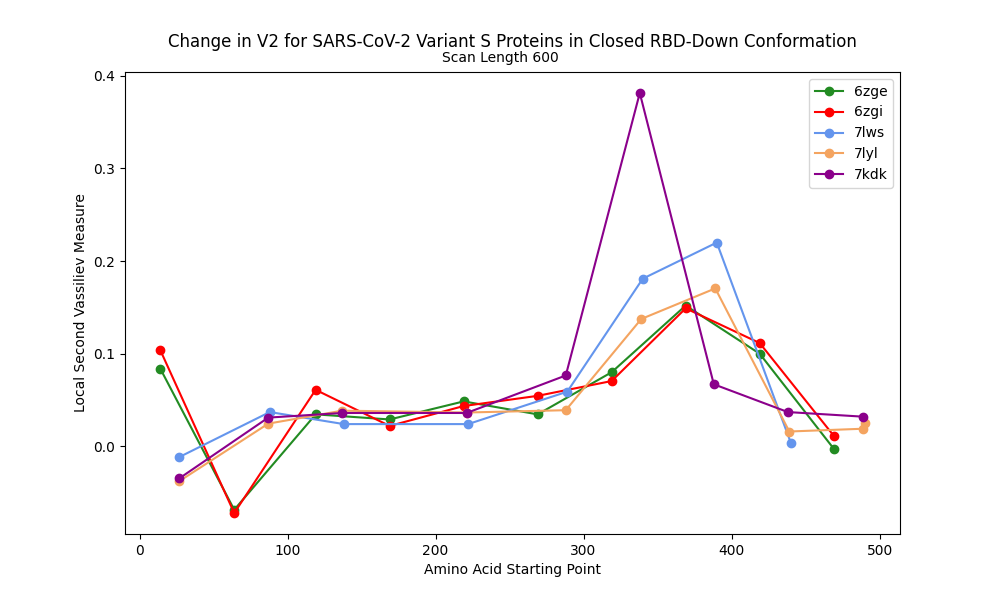 Change in V2 for SARS-CoV-2 Variant S Proteins in Closed RBD-Down Conformation
Scan Length 600
Local Second Vassiliev Measure
0.4
0.3
0.2
0.1
0.0
6zge
6zgi
7lws
7lyl
7kdk
0 100 200 300 400 500
Amino Acid Starting Point